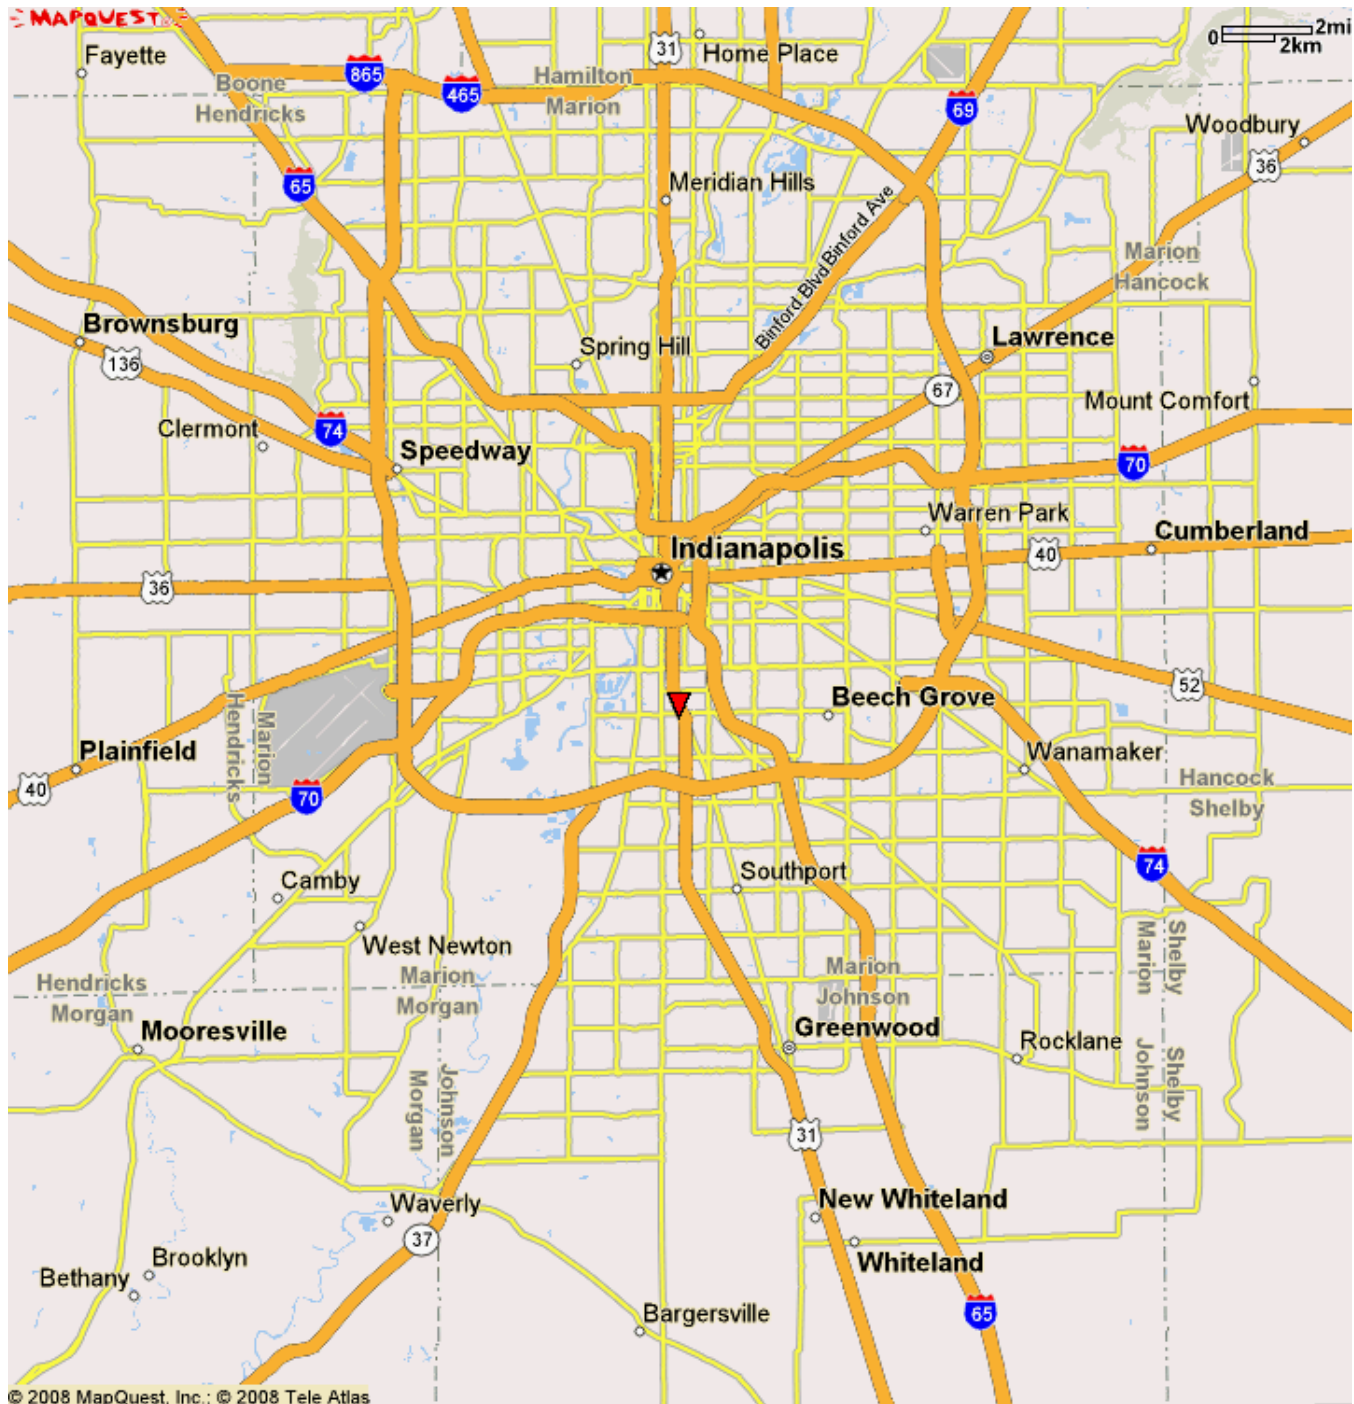 MAPQUEST
0 2mi
2km
Fayette
31
Home Place
865
Boone
Hendricks
Hamilton
Marion
465
69
Woodbury
36
65
Meridian Hills
Binford Blvd Binford Ave
Marion
Hancock
Brownsburg
136
Spring Hill
Lawrence
67
Mount Comfort
Clermont
74
Speedway
70
Warren Park
Cumberland
Indianapolis
40
36
52
Beech Grove
Hendricks
Marion
Plainfield
Wanamaker
40
70
Hancock
Shelby
Southport
74
Camby
West Newton
Marion
Morgan
Shelby
Marion
Marion
Johnson
Hendricks
Morgan
Mooresville
Greenwood
Rocklane
Johnson
Morgan
Shelby
Johnson
31
Waverly
New Whiteland
37
Whiteland
Brooklyn
Bethany
65
Bargersville
© 2008 MapQuest, Inc.; © 2008 Tele Atlas